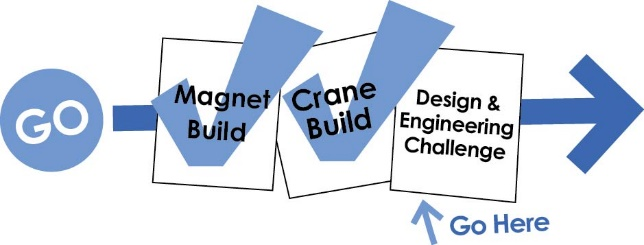 GO
Magnet
Build
Crane
Build
Design &
Engineering
Challenge
Go Here